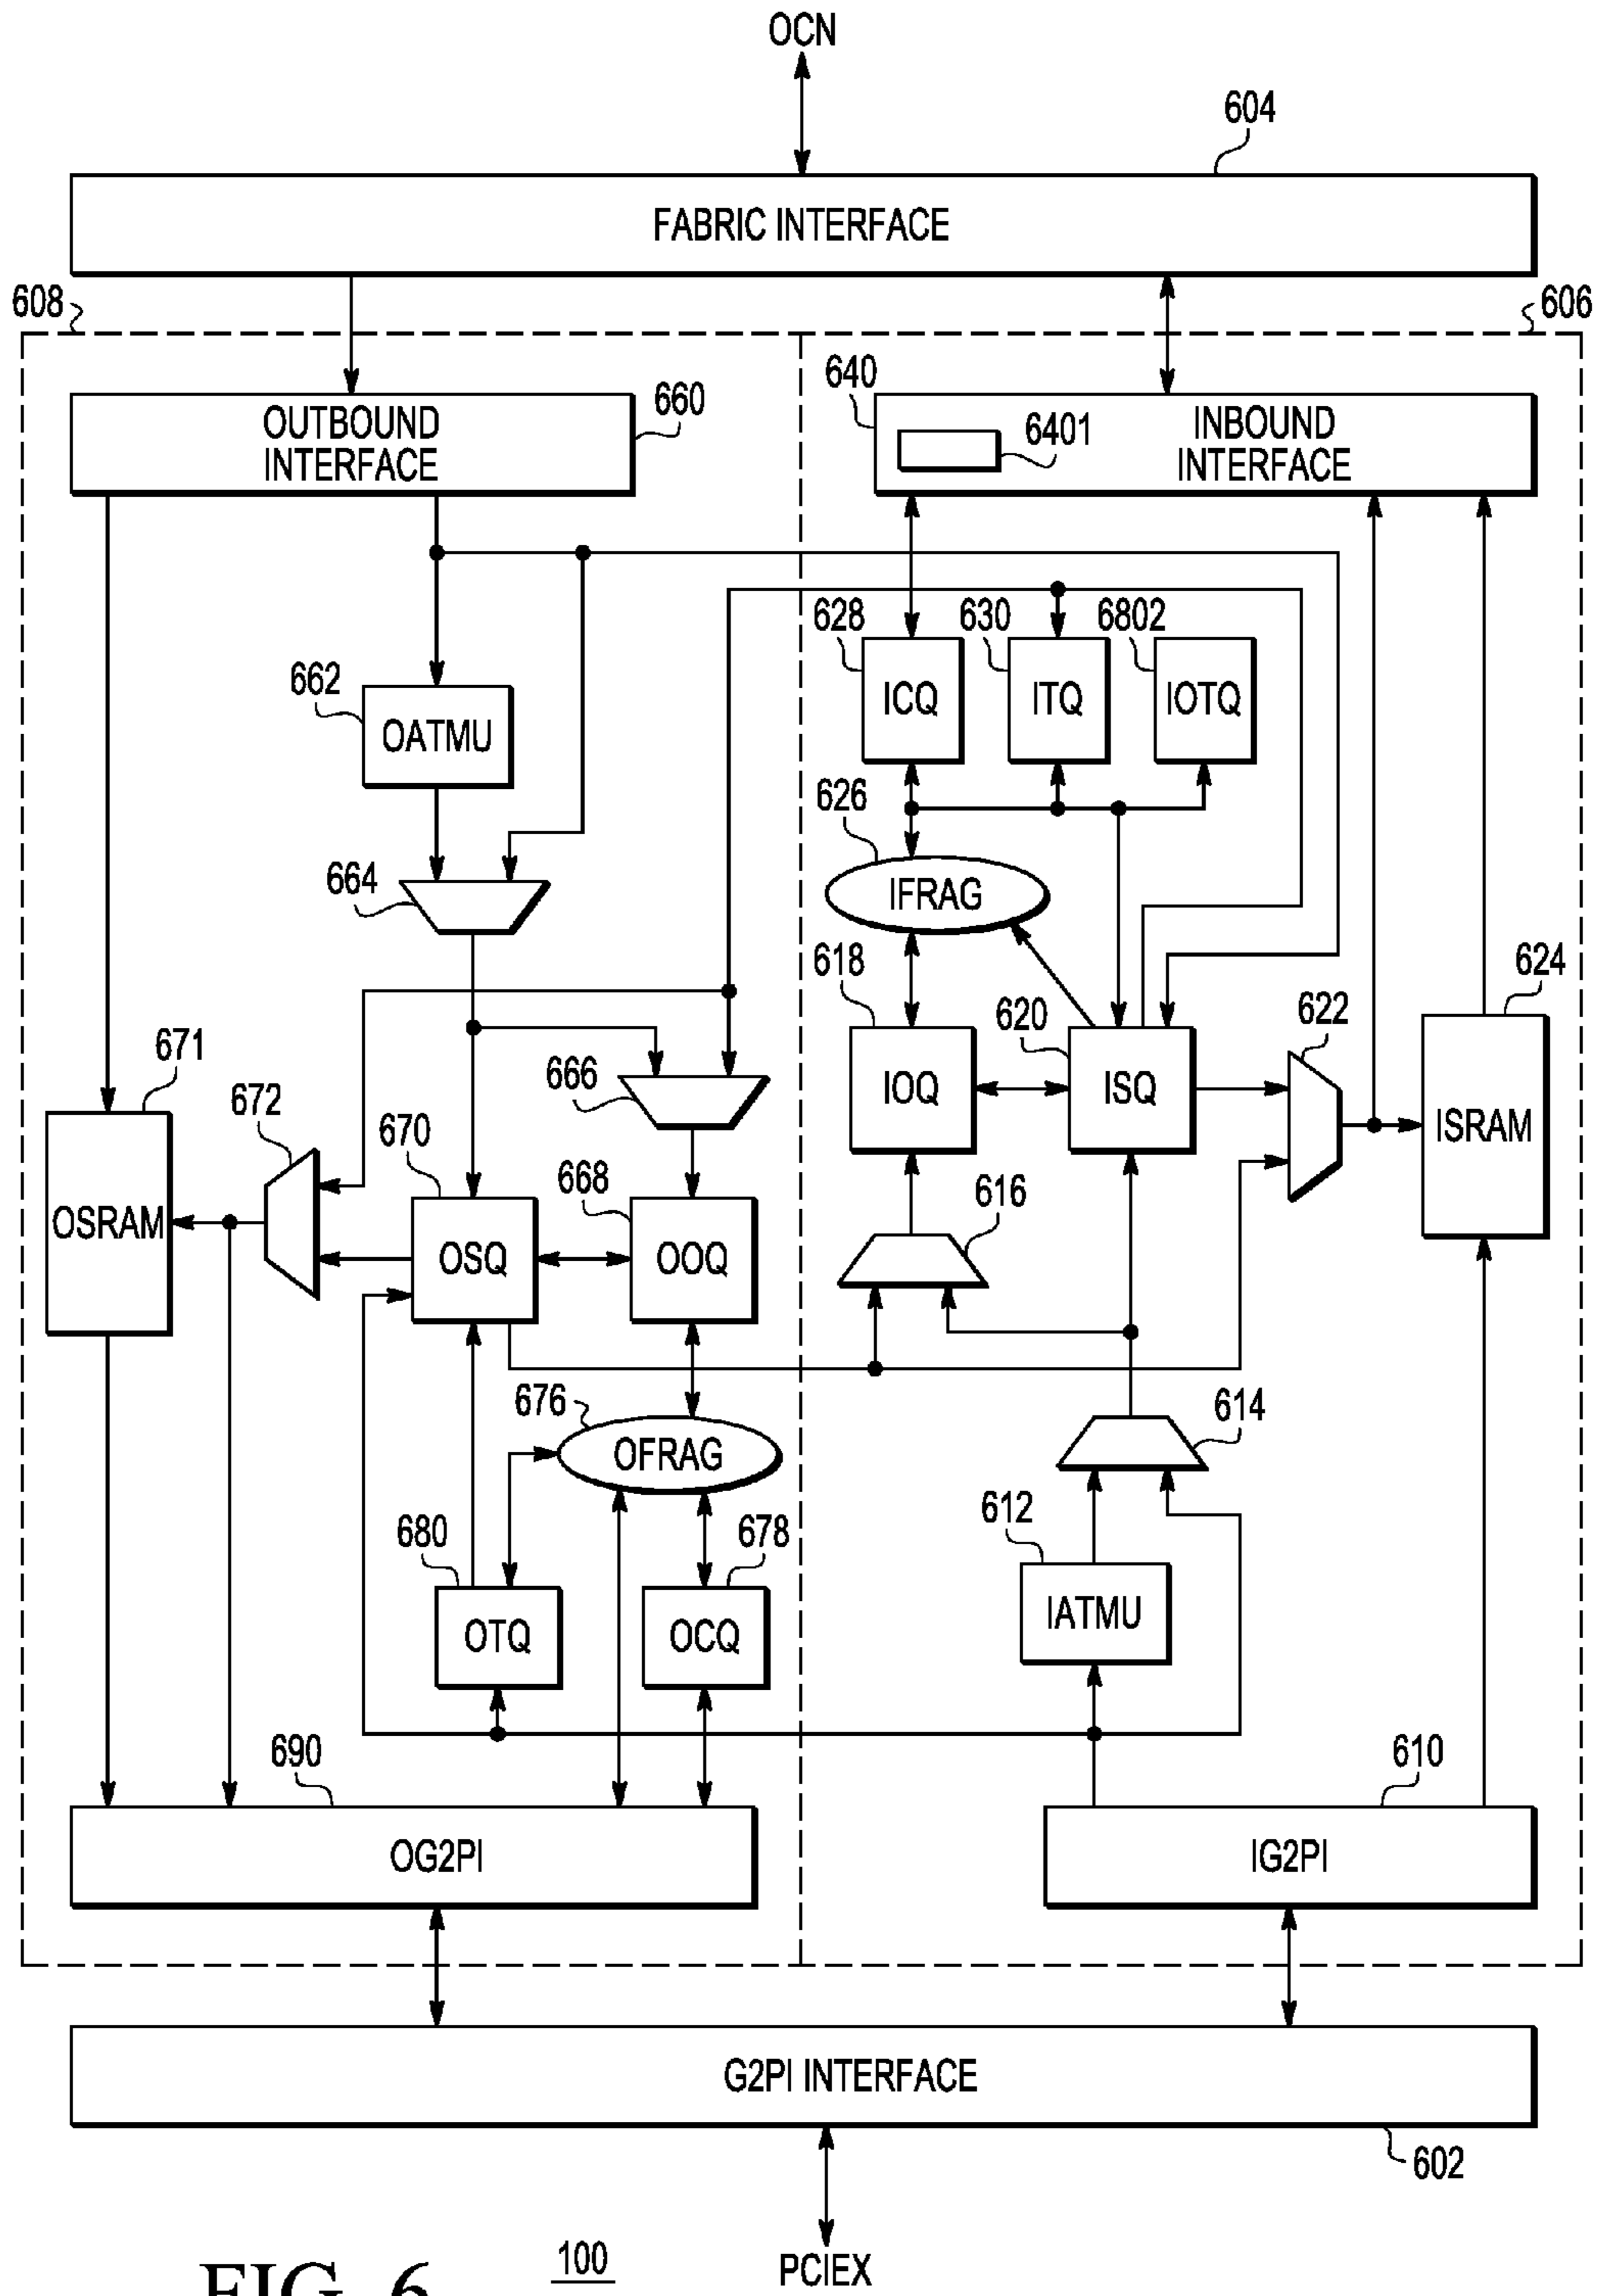 OCN
604
FABRIC INTERFACE
608
606
640
660
OUTBOUND
INTERFACE
6401
INBOUND
INTERFACE
628
630
6802
662
ICQ
ITQ
IOTQ
OATMU
626
664
IFRAG
618
624
620
622
671
666
672
IOQ
ISQ
ISRAM
670
668
616
OSRAM
OSQ
OOQ
676
614
OFRAG
612
680
678
IATMU
OTQ
OCQ
690
610
OG2PI
IG2PI
G2PI INTERFACE
602
100
PCIEX
FIG. 6